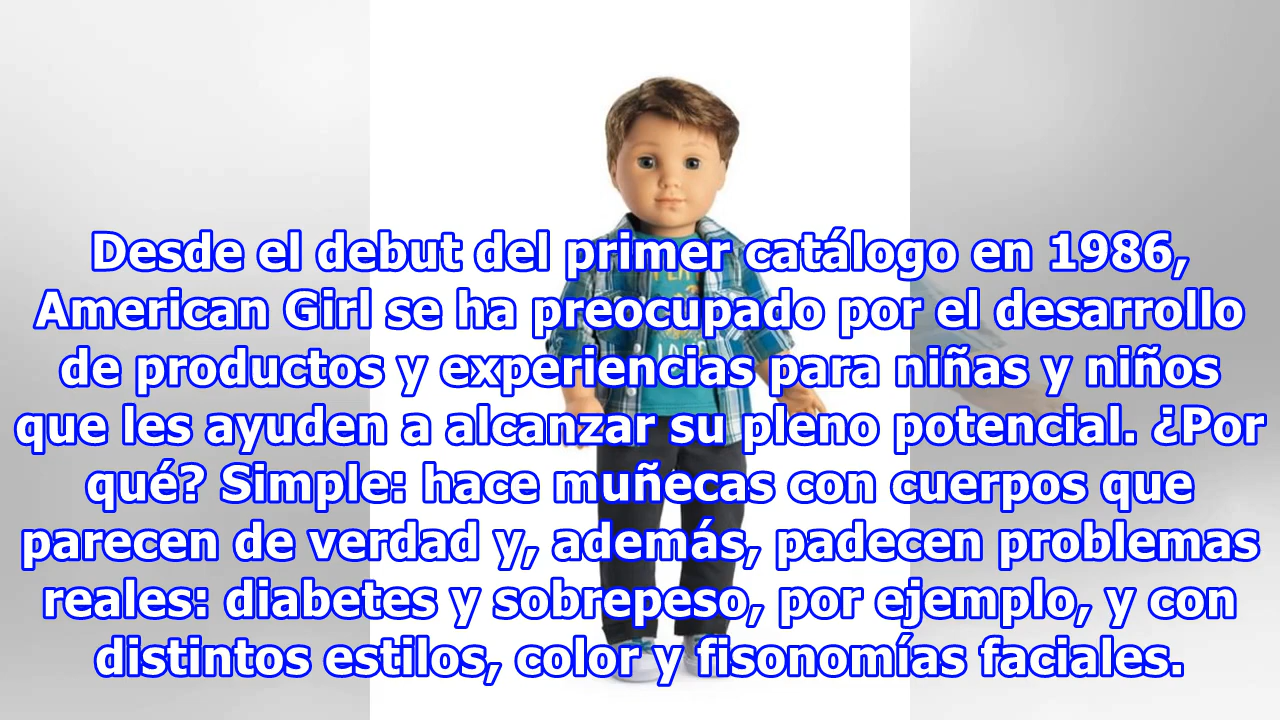 Desde el debut del primer catálogo en 1986,
American Girl se ha preocupado por el desarrollo
de productos y experiencias para niñas y niños
que les ayuden a alcanzar su pleno potencial. ¿Por
qué? Simple: hace muñecas con cuerpos que
parecen de verdad y, además, padecen problemas
reales: diabetes y sobrepeso, por ejemplo, y con
distintos estilos, color y fisonomías faciales.